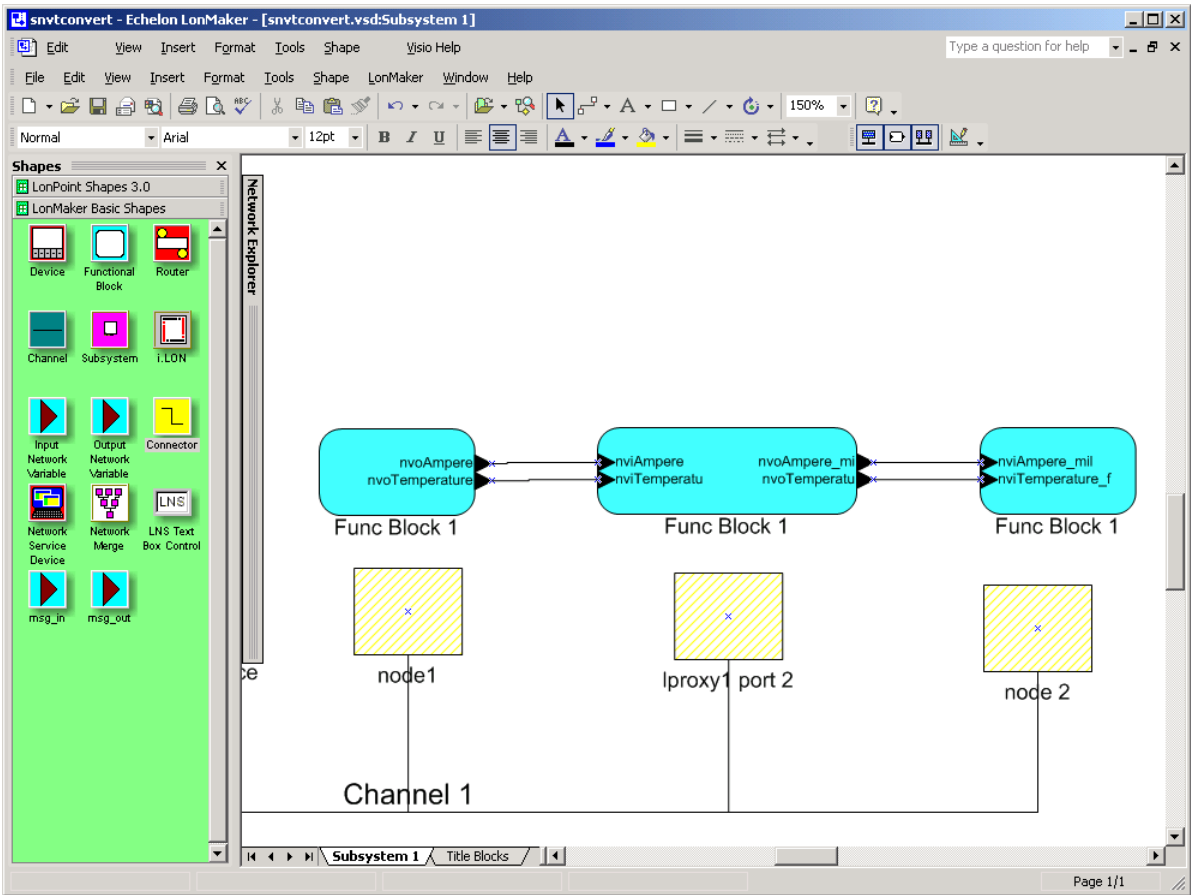 snvtconvert - Echelon LonMaker - [snvtconvert.vsd:Subsystem 1]
Edit View Insert Format Tools Shape Visio Help
Type a question for help
File Edit View Insert Format Tools Shape LonMaker Window Help
ABC
A
150%
?
Normal
Arial
12pt
B I U
A
Shapes
LonPoint Shapes 3.0
LonMaker Basic Shapes
Device
Functional
Block
Router
Channel
Subsystem
i.LON
Input
Network
Variable
Output
Network
Variable
Connector
Network
Service
Device
Network
Merge
LNS
LNS Text
Box Control
msg_in
msg_out
Network Explorer
nvoAmpere
nvoTemperature
Func Block 1
nviAmpere
nviTemperatu
nvoAmpere_mi
nvoTemperatu
Func Block 1
nviAmpere_mil
nviTemperature_f
Func Block 1
ce
node1
lproxy1 port 2
node 2
Channel 1
Subsystem 1
Title Blocks
Page 1/1